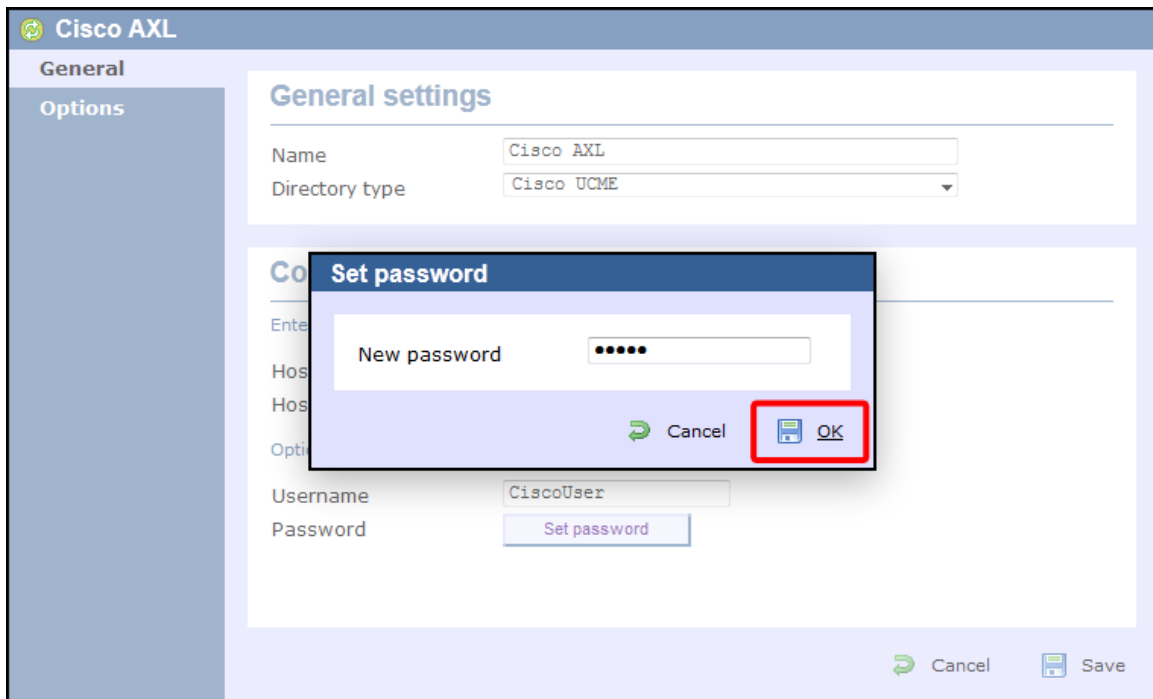 Cisco AXL
General
Options
General settings
Name Cisco AXL
Directory type Cisco UCME
Set password
New password •••••
Cancel OK
Username CiscoUser
Password Set password
Cancel Save